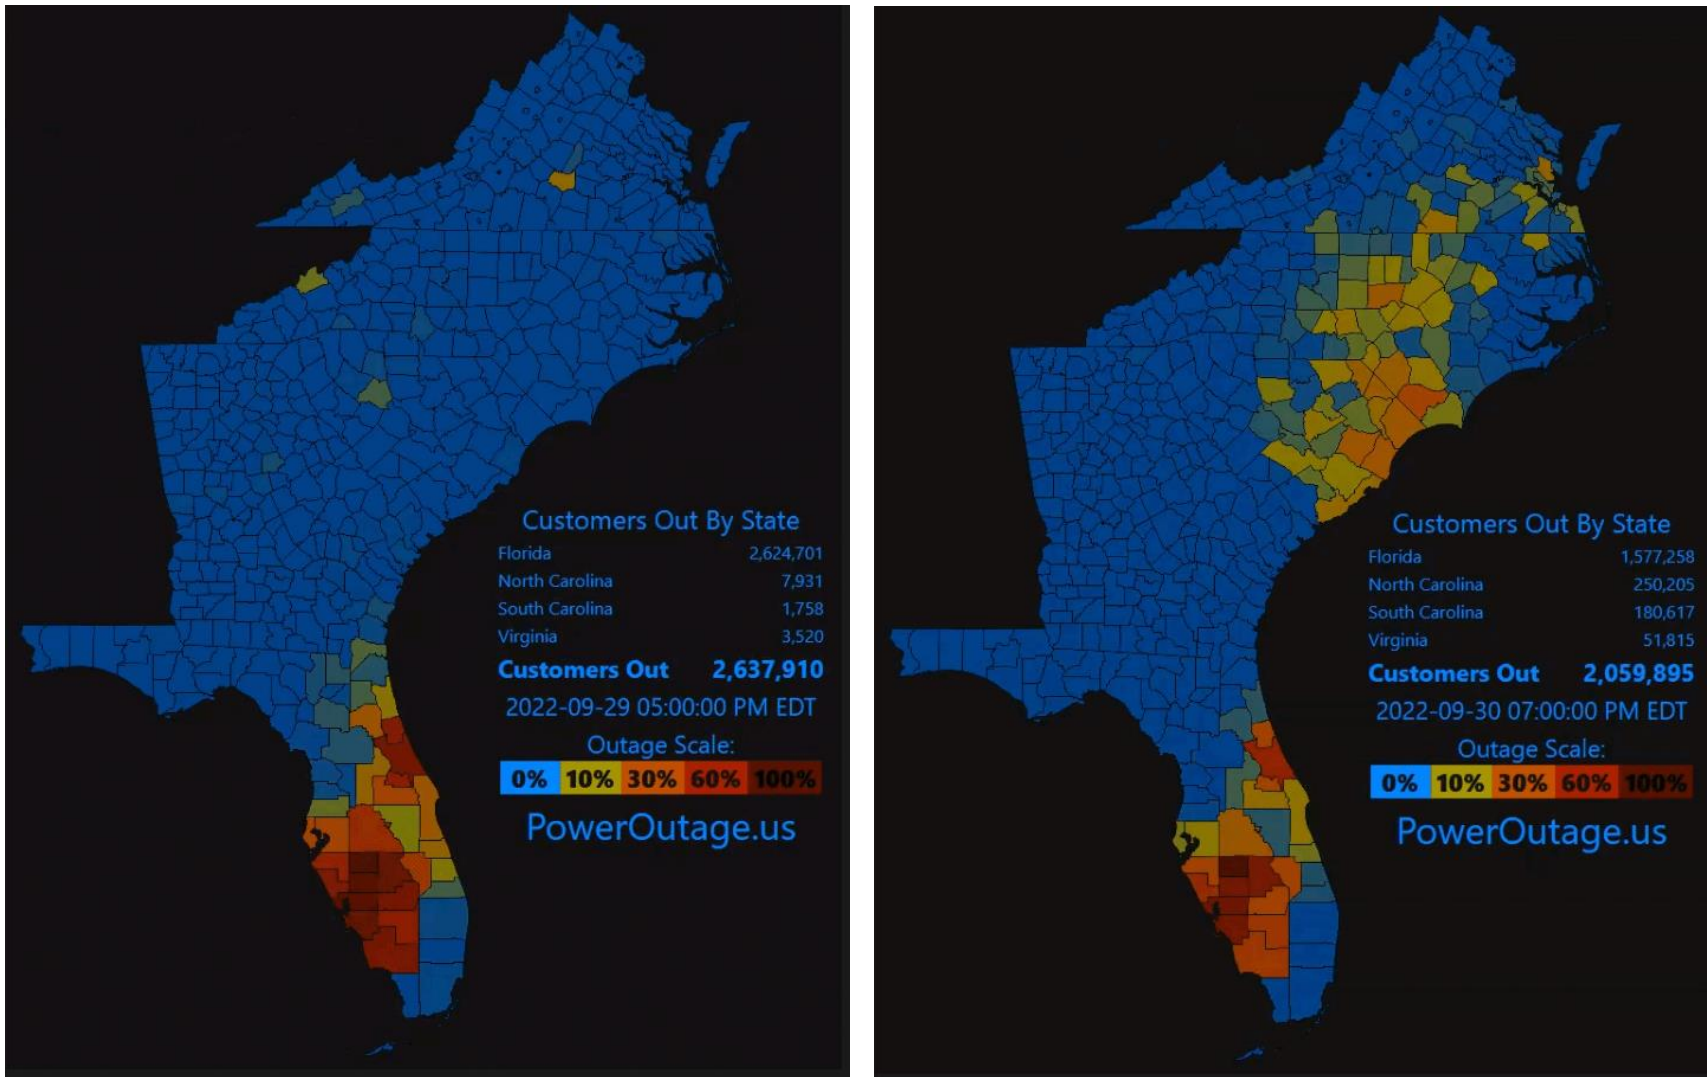 Customers Out By State
Florida 2,624,701
North Carolina 7,931
South Carolina 1,758
Virginia 3,520
Customers Out 2,637,910
2022-09-29 05:00:00 PM EDT
Outage Scale:
0% 10% 30% 60% 100%
PowerOutage.us
Customers Out By State
Florida 1,577,258
North Carolina 250,205
South Carolina 180,617
Virginia 51,815
Customers Out 2,059,895
2022-09-30 07:00:00 PM EDT
Outage Scale:
0% 10% 30% 60% 100%
PowerOutage.us